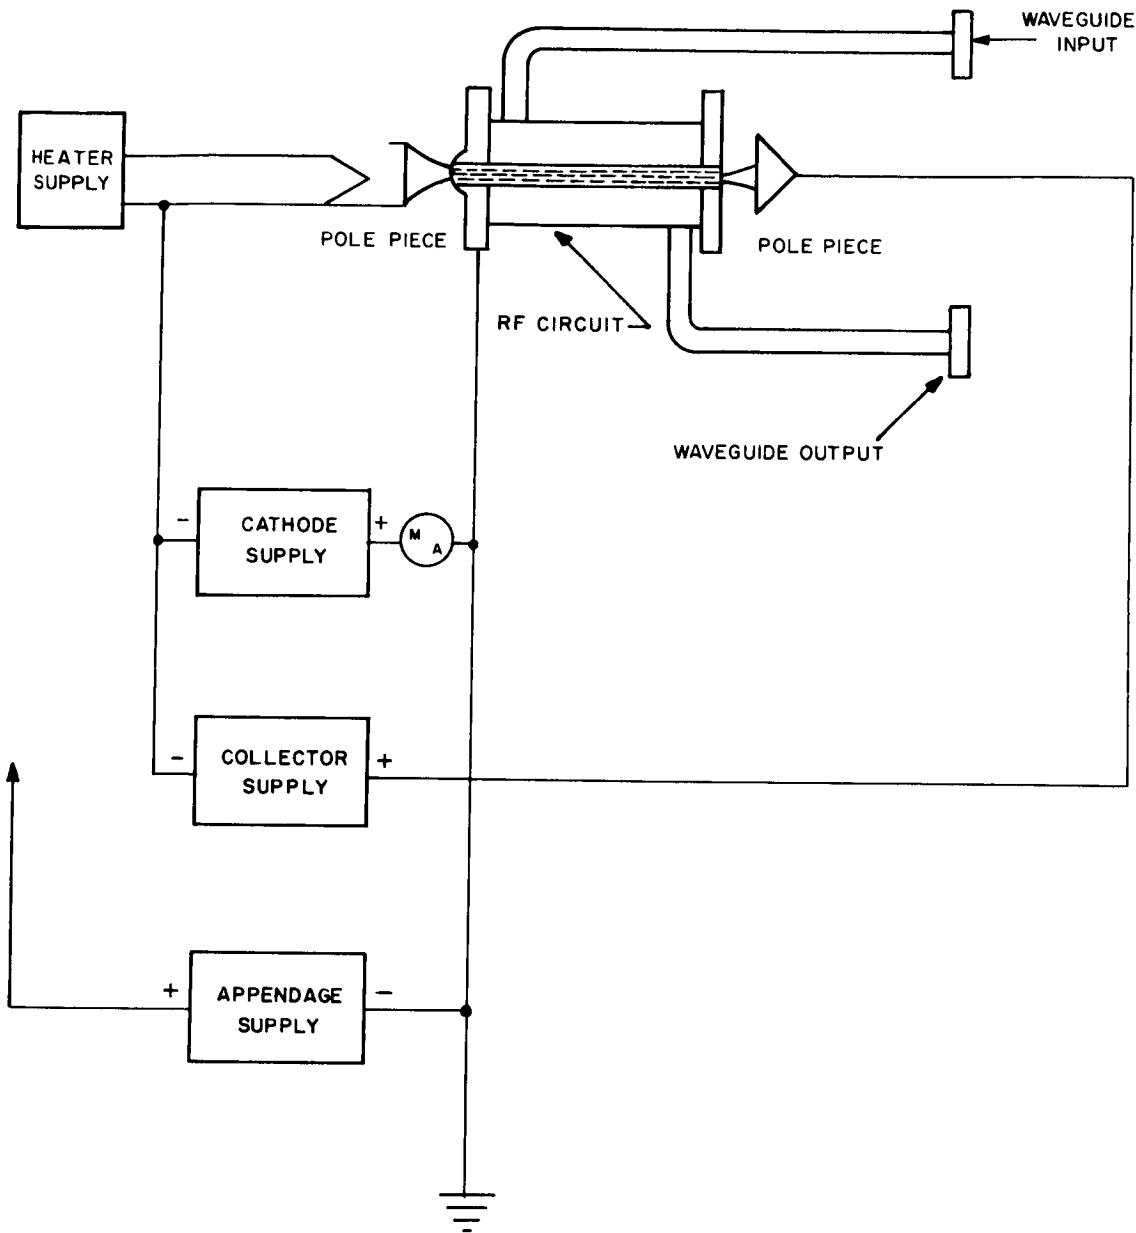 WAVEGUIDE
INPUT
HEATER
SUPPLY
POLE PIECE
POLE PIECE
RF CIRCUIT
WAVEGUIDE OUTPUT
- CATHODE +
SUPPLY
M
A
- COLLECTOR +
SUPPLY
+ APPENDAGE -
SUPPLY